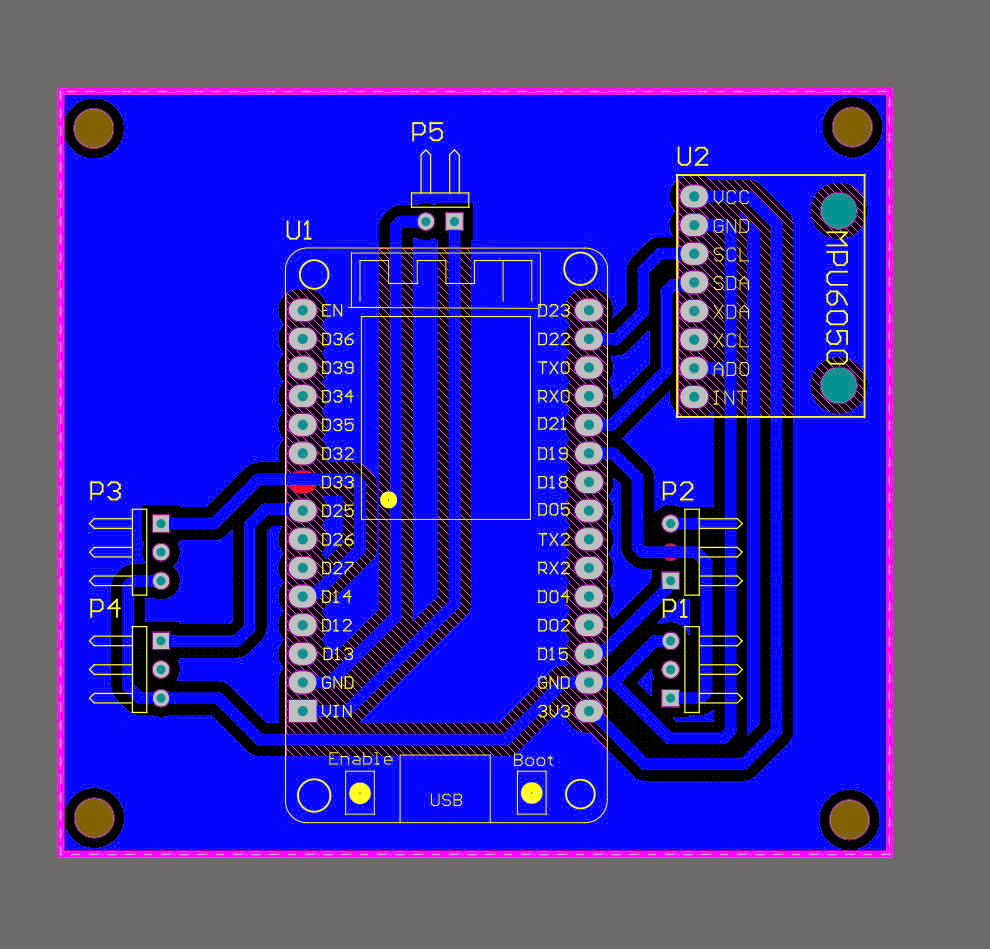 P5
U2
VCC
GND
SCL
SDA
XDA
XCL
ADO
INT
MPU6050
U1
EN
D36
D39
D34
D35
D32
D33
D25
D26
D27
D14
D12
D13
GND
VIN
D23
D22
TX0
RX0
D21
D19
D18
D05
TX2
RX2
D04
D02
D15
GND
3V3
P3
P4
P2
P1
Enable
Boot
USB